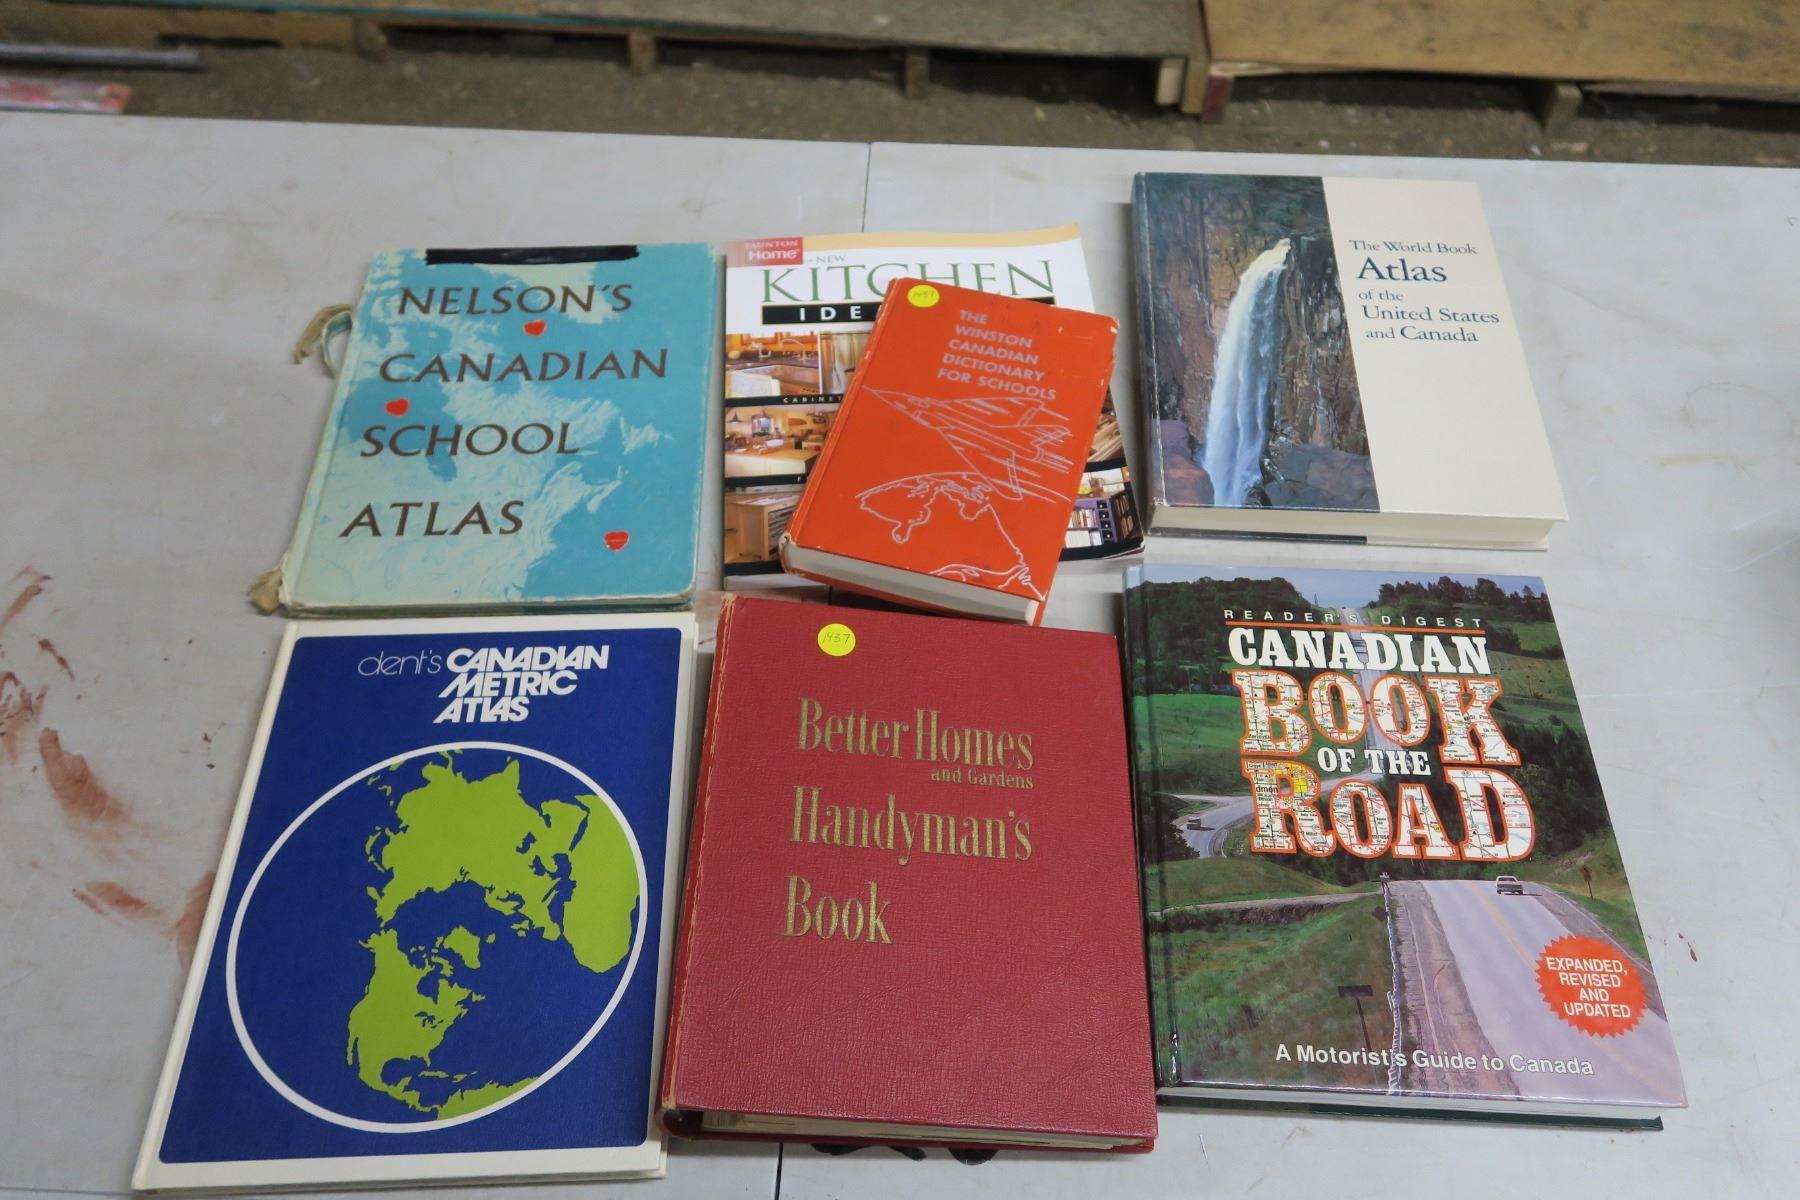 NELSON'S
CANADIAN
SCHOOL
ATLAS
TAUNTON
Home
NEW
KITCHEN
IDE
CABINET
1437
THE
WINSTON
CANADIAN
DICTIONARY
FOR SCHOOLS
The World Book
Atlas
of the
United States
and Canada
dent's CANADIAN
METRIC
ATLAS
1437
Better Homes
and Gardens
Handyman's
Book
READER'S DIGEST
CANADIAN
BOOK
OF THE
ROAD
EXPANDED,
REVISED
AND
UPDATED
A Motorist's Guide to Canada